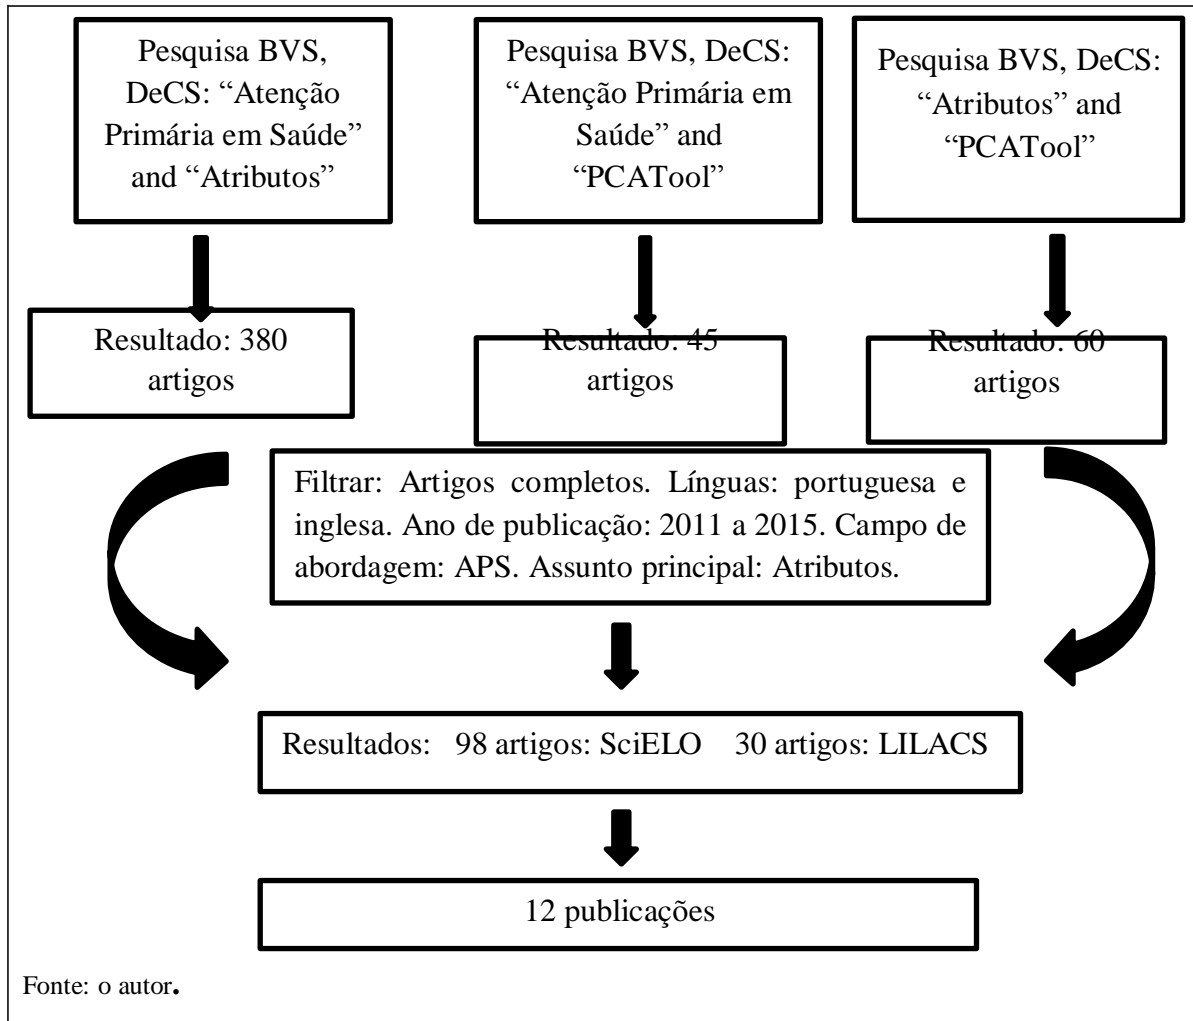 Pesquisa BVS,
DeCS: “Atenção
Primária em Saúde”
and “Atributos”
Pesquisa BVS, DeCS:
“Atenção Primária em
Saúde” and
“PCATool”
Pesquisa BVS, DeCS:
“Atributos” and
“PCATool”
Resultado: 380
artigos
Resultado: 45
artigos
Resultado: 60
artigos
Filtrar: Artigos completos. Línguas: portuguesa e
inglesa. Ano de publicação: 2011 a 2015. Campo de
abordagem: APS. Assunto principal: Atributos.
Resultados: 98 artigos: SciELO 30 artigos: LILACS
12 publicações
Fonte: o autor.